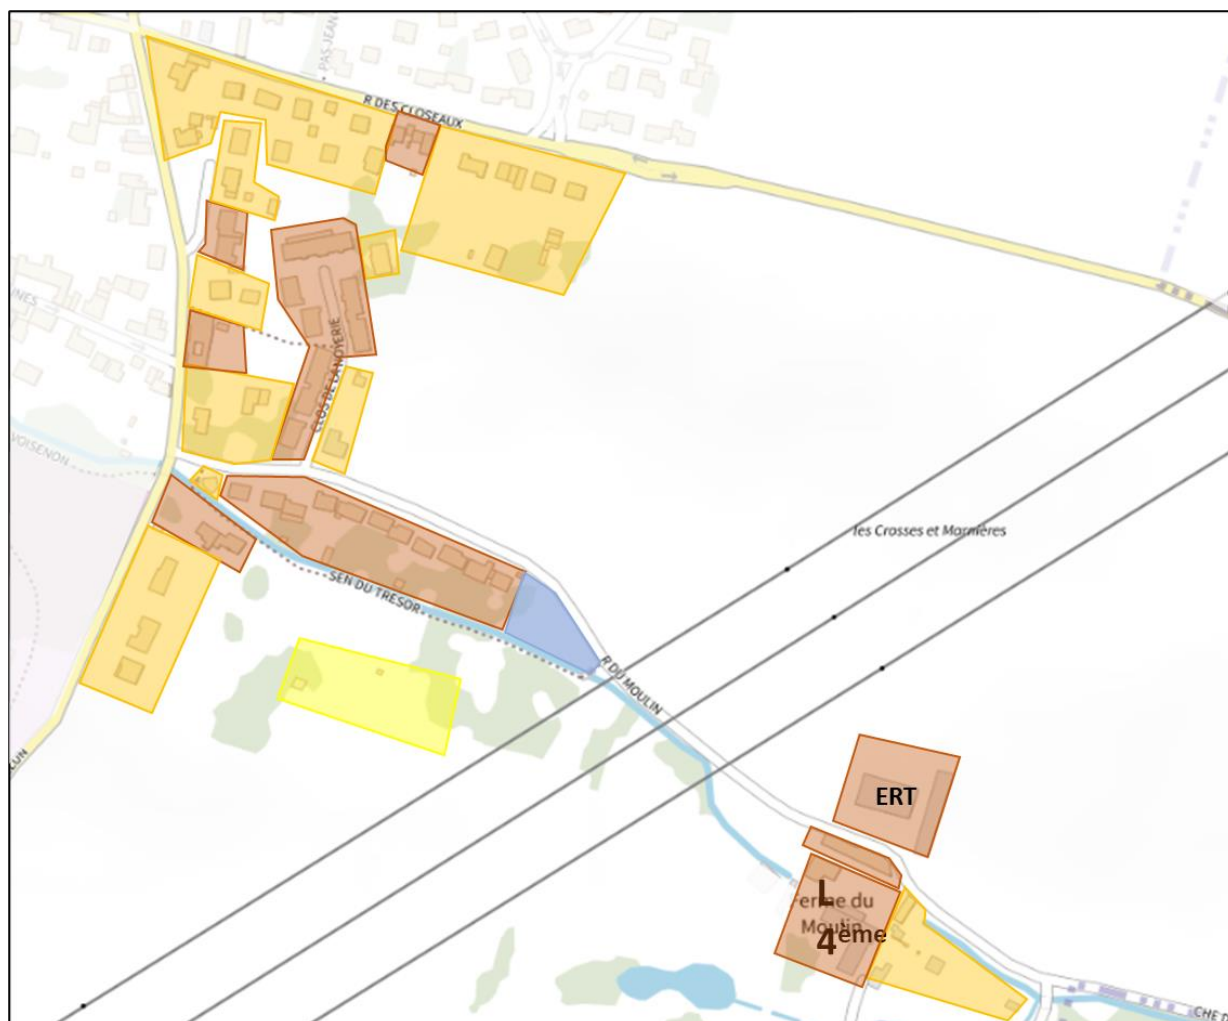 PAS-JEAN
R DES CLOSEAUX
NES
CLOS DE LA NOYERIE
VOISENON
les Crosses et Marnières
SEN DU TRESOR
R DU MOULIN
LUN
ERT
L
Ferme du
Moulin
4ème
CHE D